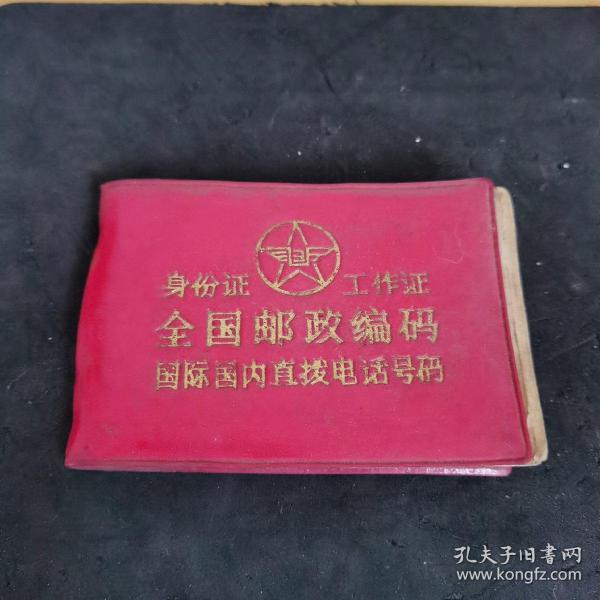 身份证 工作证
全国邮政编码
国际国内直拨电话号码
孔夫子旧书网
www.kongfz.com